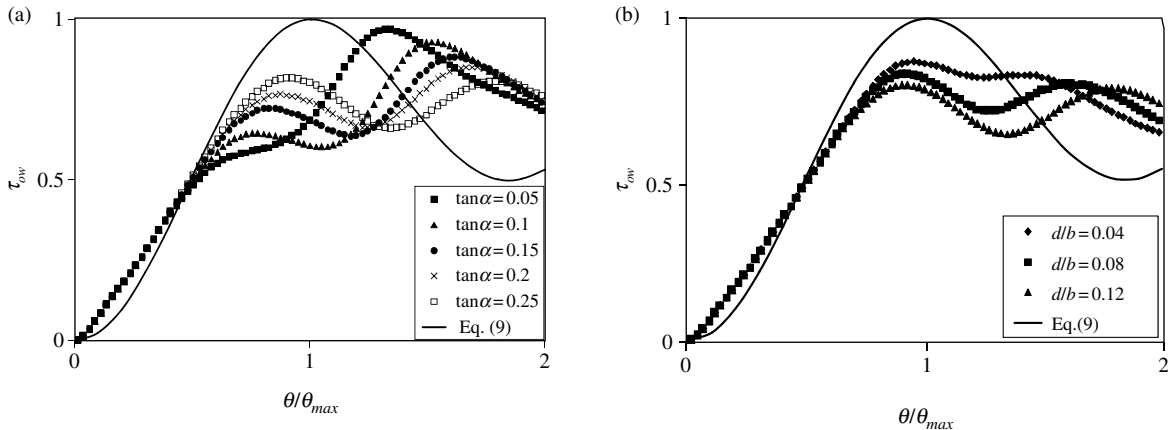 (a)
1
0.5
0
τow
0
1
2
θ/θmax
tanα=0.05
tanα=0.1
tanα=0.15
tanα=0.2
tanα=0.25
Eq. (9)
(b)
1
0.5
0
τow
0
1
2
θ/θmax
d/b=0.04
d/b=0.08
d/b=0.12
Eq.(9)